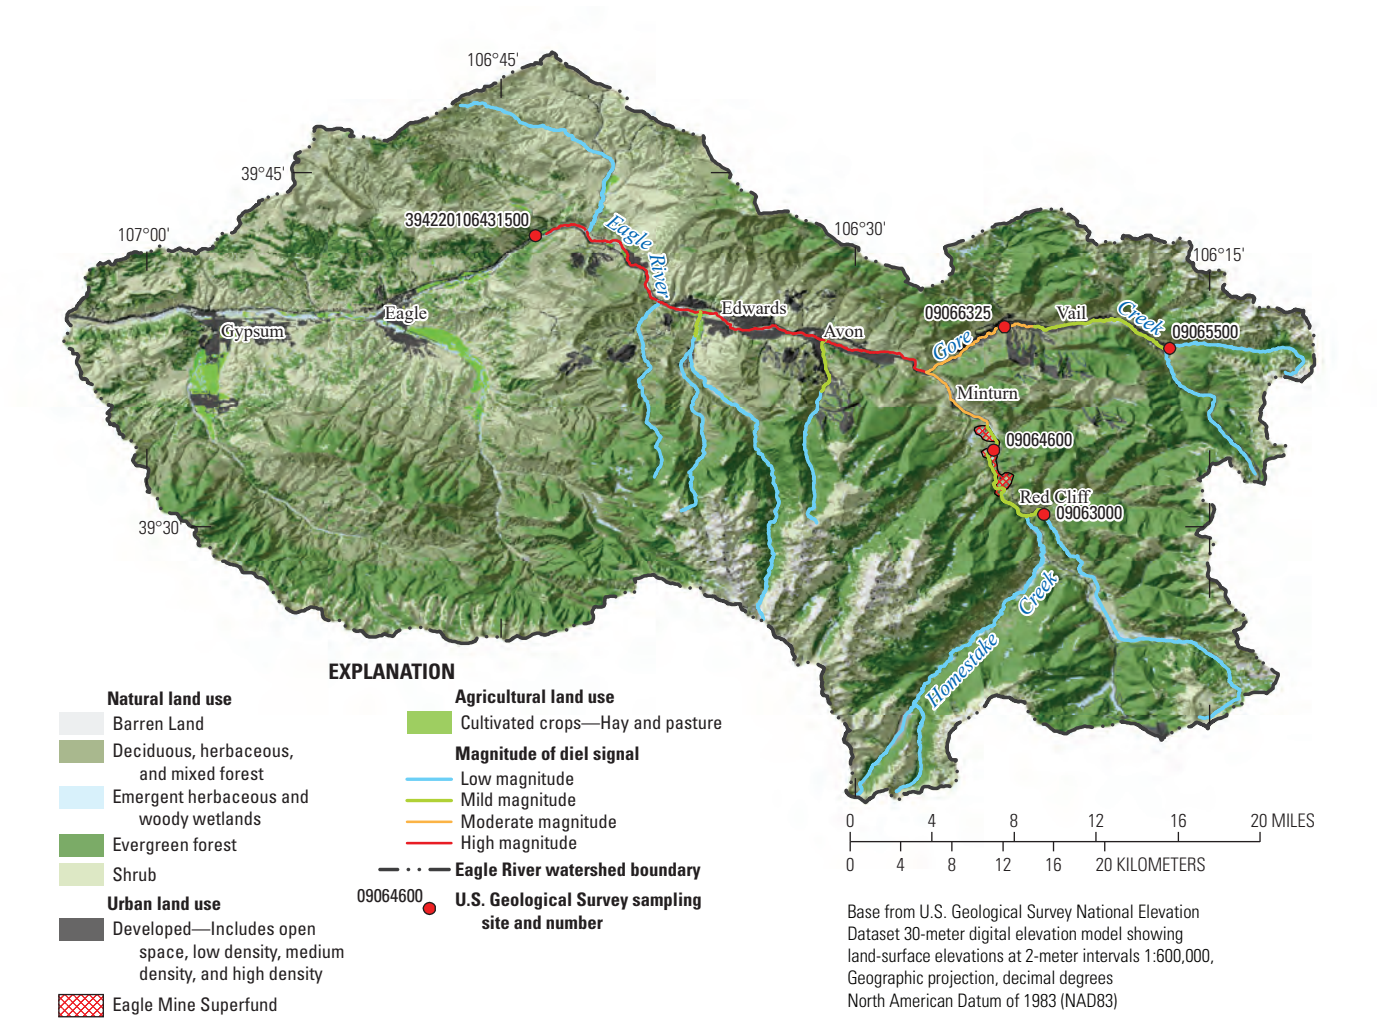 106°45'
39°45'
394220106431500
107°00'
Eagle
River
106°30'
106°15'
Gypsum
Eagle
Edwards
Avon
09066325
Gore
Vail
Creek
09065500
Minturn
09064600
Red Cliff
09063000
39°30'
Homestake
Creek
EXPLANATION
Natural land use
Barren Land
Deciduous, herbaceous,
and mixed forest
Emergent herbaceous and
woody wetlands
Evergreen forest
Shrub
Urban land use
Developed—Includes open
space, low density, medium
density, and high density
Eagle Mine Superfund
Agricultural land use
Cultivated crops—Hay and pasture
Magnitude of diel signal
Low magnitude
Mild magnitude
Moderate magnitude
High magnitude
Eagle River watershed boundary
09064600
U.S. Geological Survey sampling
site and number
0 4 8 12 16 20 MILES
0 4 8 12 16 20 KILOMETERS
Base from U.S. Geological Survey National Elevation
Dataset 30-meter digital elevation model showing
land-surface elevations at 2-meter intervals 1:600,000,
Geographic projection, decimal degrees
North American Datum of 1983 (NAD83)